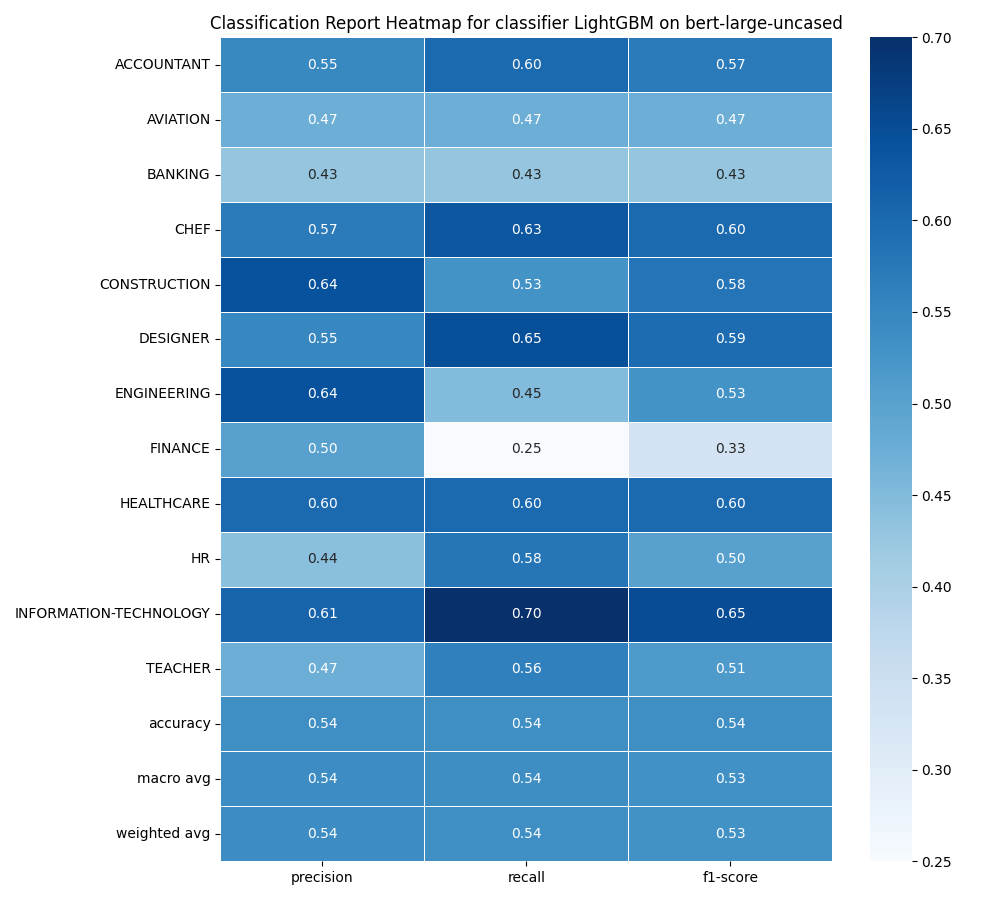 Classification Report Heatmap for classifier LightGBM on bert-large-uncased
ACCOUNTANT 0.55 0.60 0.57
AVIATION 0.47 0.47 0.47
BANKING 0.43 0.43 0.43
CHEF 0.57 0.63 0.60
CONSTRUCTION 0.64 0.53 0.58
DESIGNER 0.55 0.65 0.59
ENGINEERING 0.64 0.45 0.53
FINANCE 0.50 0.25 0.33
HEALTHCARE 0.60 0.60 0.60
HR 0.44 0.58 0.50
INFORMATION-TECHNOLOGY 0.61 0.70 0.65
TEACHER 0.47 0.56 0.51
accuracy 0.54 0.54 0.54
macro avg 0.54 0.54 0.53
weighted avg 0.54 0.54 0.53
precision recall f1-score
0.70
0.65
0.60
0.55
0.50
0.45
0.40
0.35
0.30
0.25